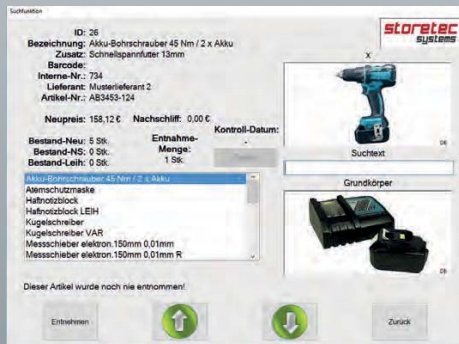 Suchfunktion
storetec
systems
ID: 26
Bezeichnung: Akku-Bohrschrauber 45 Nm / 2 x Akku
Zusatz: Schnellspannfutter 13mm
Barcode:
Interne-Nr.: 734
Lieferant: Musterlieferant 2
Artikel-Nr.: AB3453-124
X
Neupreis: 158,12 € Nachschliff: 0,00 €
Kontroll-Datum:
-
Bestand-Neu: 5 Stk.
Bestand-NS: 0 Stk.
Bestand-Leih: 0 Stk.
Entnahme-
Menge:
1 Stk.
DB
Suchtext
Akku-Bohrschrauber 45 Nm / 2 x Akku
Atemschutzmaske
Haftnotizblock
Haftnotizblock LEIH
Kugelschreiber
Kugelschreiber VAR
Messschieber elektron.150mm 0,01mm
Messschieber elektron.150mm 0,01mm R
Grundkörper
DB
Dieser Artikel wurde noch nie entnommen!
Entnehmen
Zurück